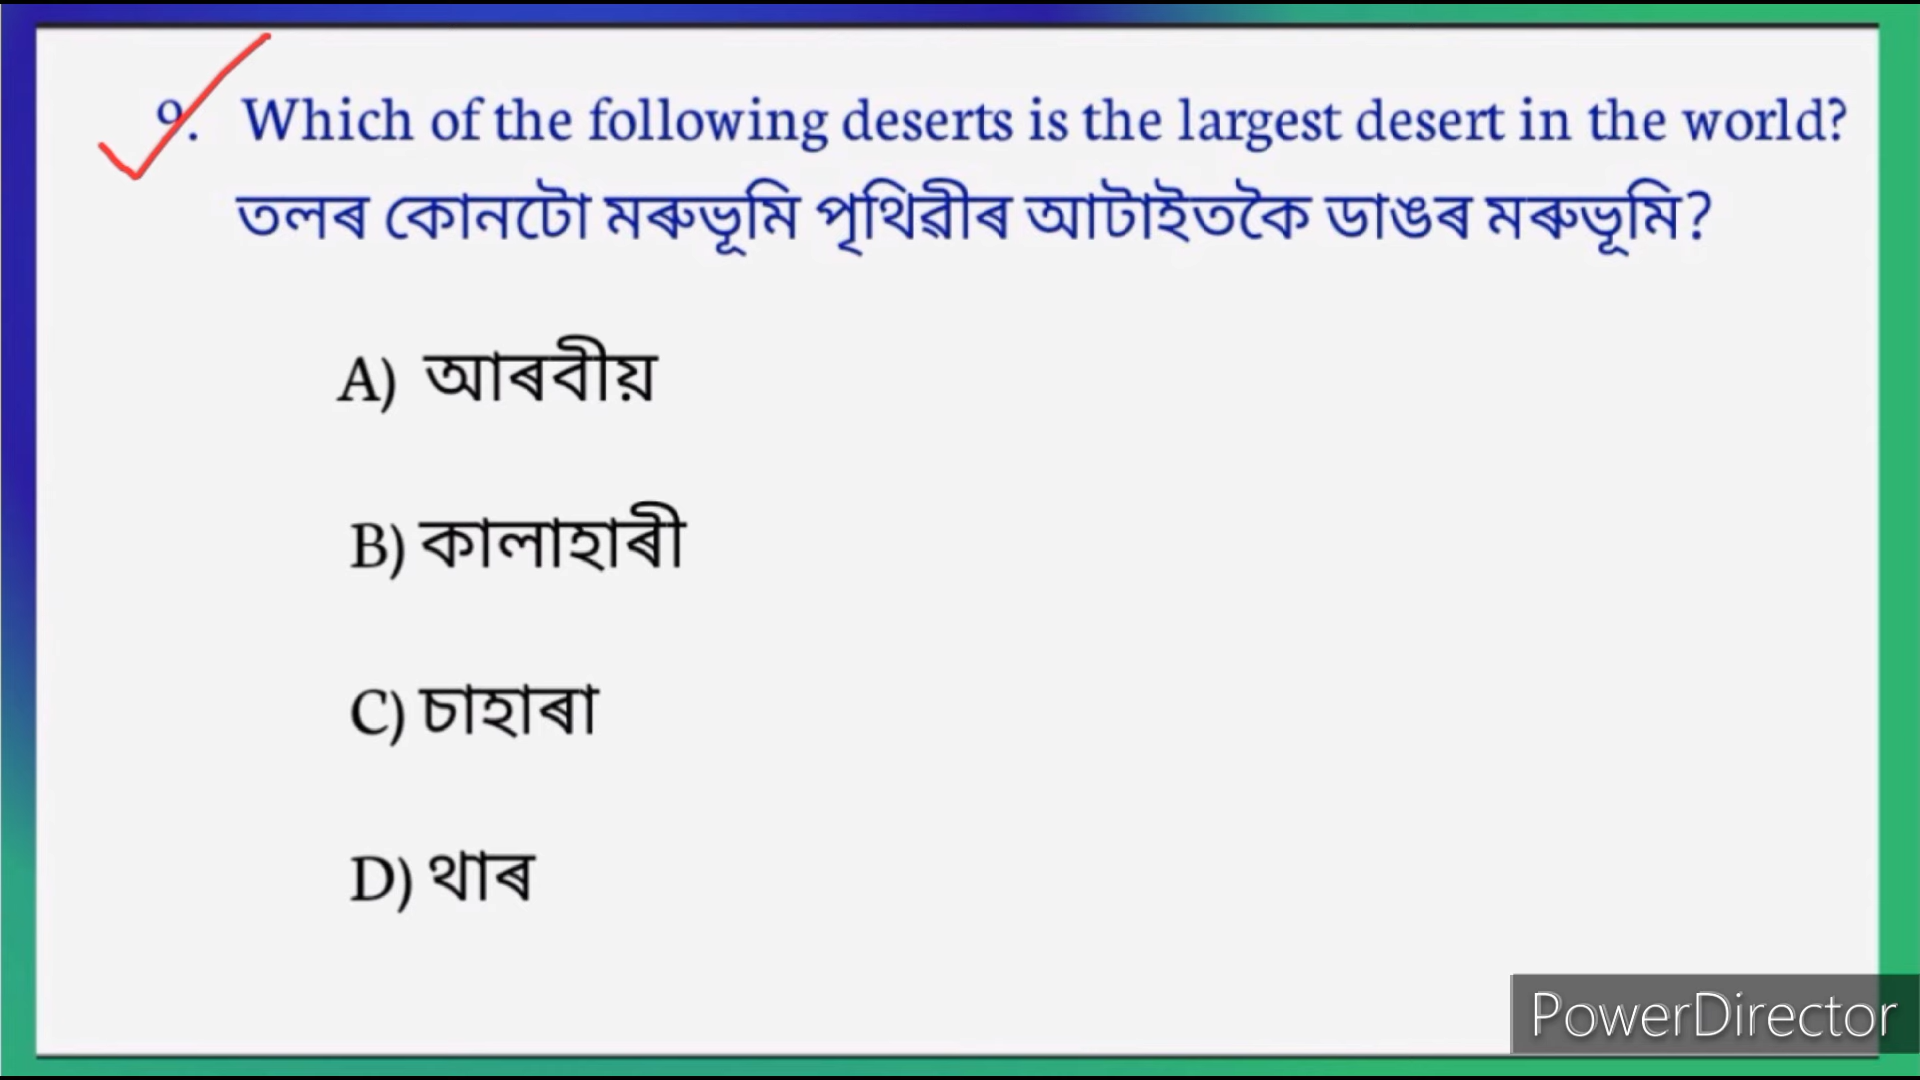 9. Which of the following deserts is the largest desert in the world?
তলৰ কোনটো মৰুভূমি পৃথিৱীৰ আটাইতকৈ ডাঙৰ মৰুভূমি?
A) আৰবীয়
B) কালাহাৰী
C) চাহাৰা
D) থাৰ
PowerDirector